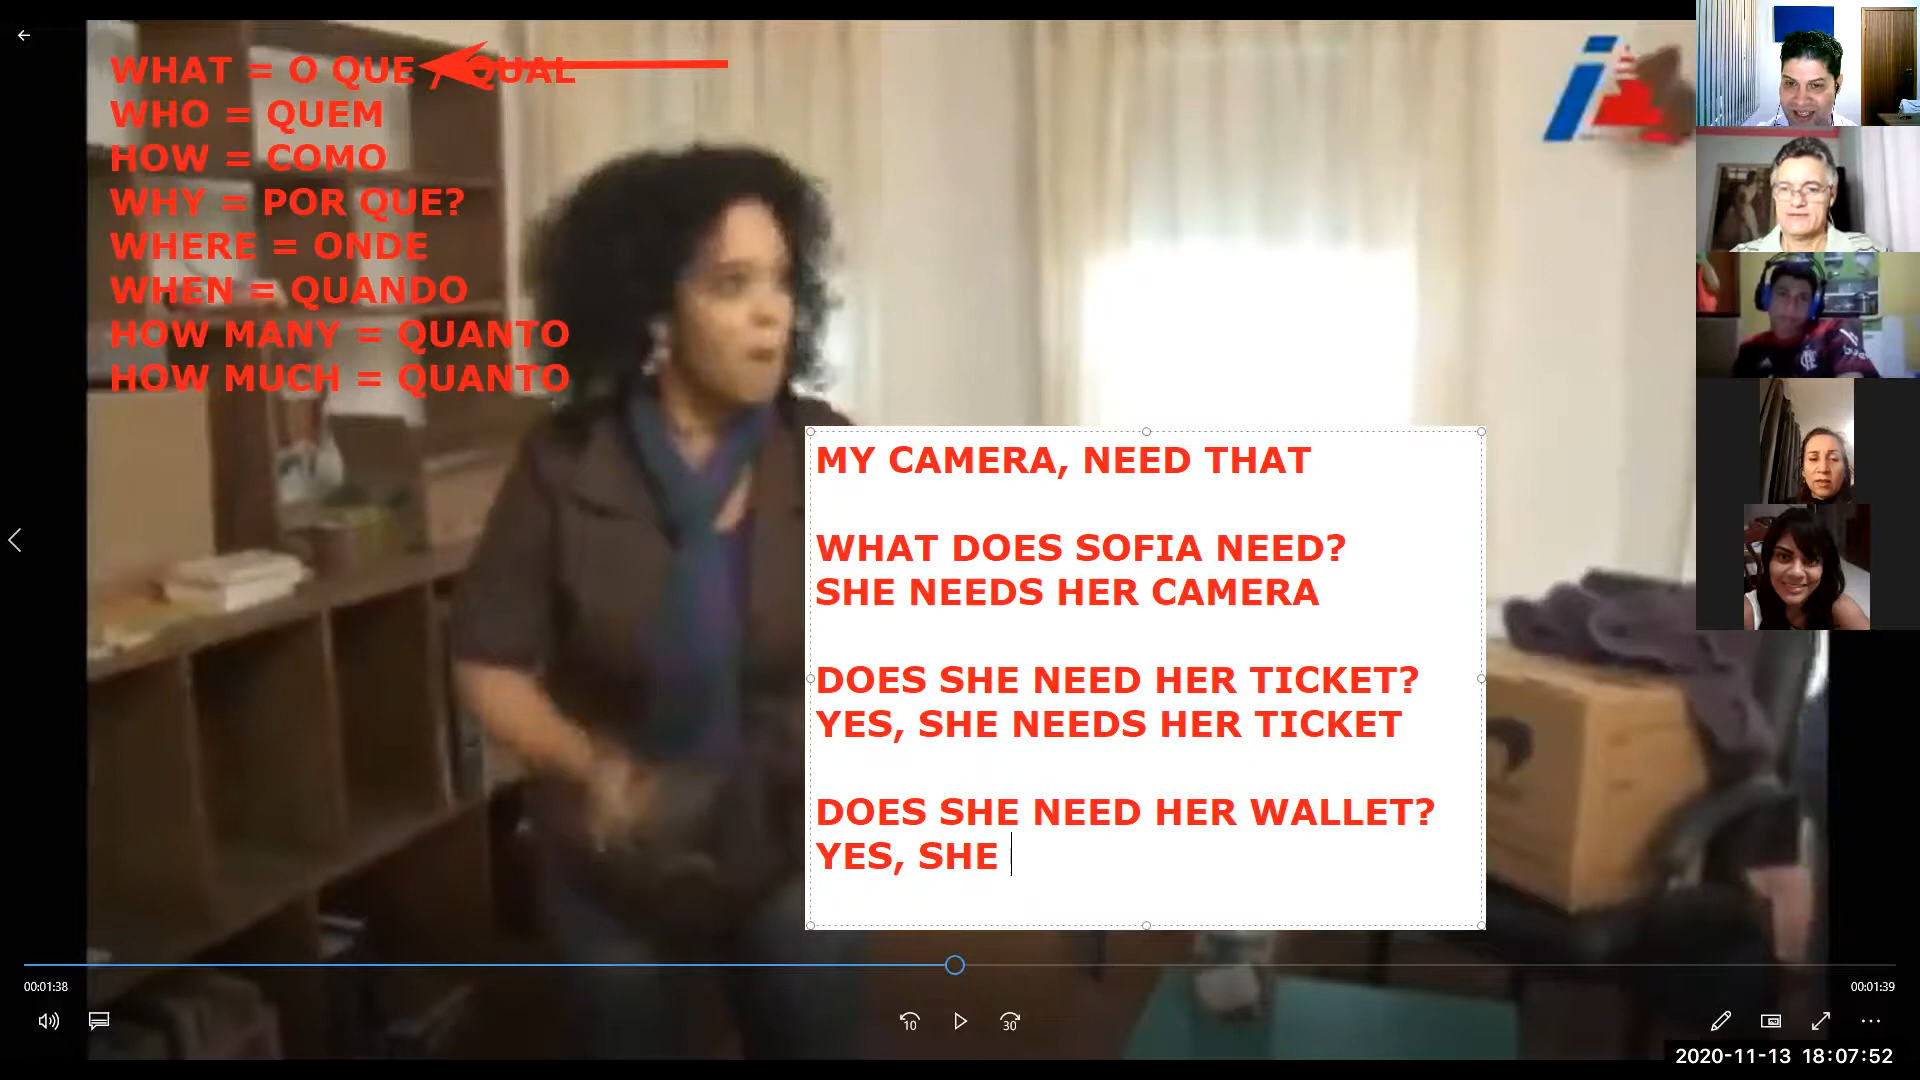 WHAT = O QUE / QUAL
WHO = QUEM
HOW = COMO
WHY = POR QUE?
WHERE = ONDE
WHEN = QUANDO
HOW MANY = QUANTO
HOW MUCH = QUANTO
MY CAMERA, NEED THAT
WHAT DOES SOFIA NEED?
SHE NEEDS HER CAMERA
DOES SHE NEED HER TICKET?
YES, SHE NEEDS HER TICKET
DOES SHE NEED HER WALLET?
YES, SHE
00:01:38
00:01:39
10
30
2020-11-13 18:07:52